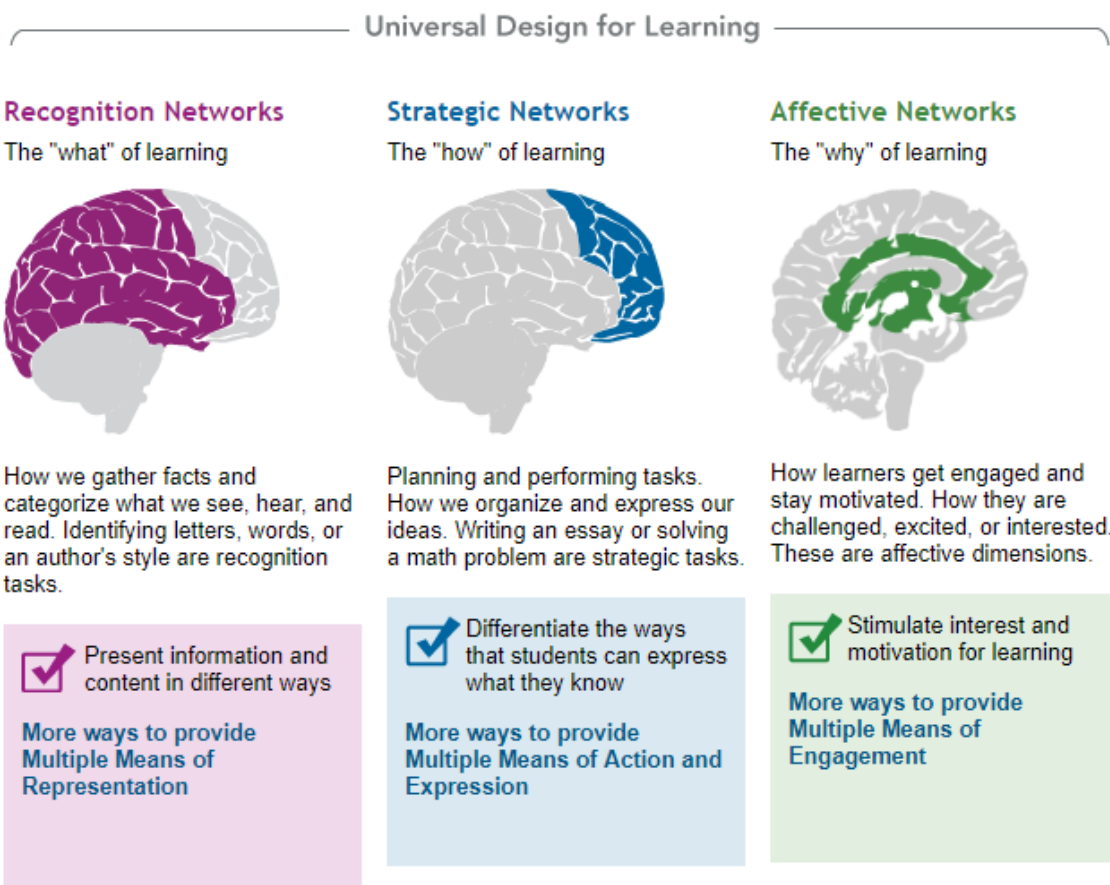 Universal Design for Learning
Recognition Networks
The "what" of learning
How we gather facts and
categorize what we see, hear, and
read. Identifying letters, words, or
an author's style are recognition
tasks.
Present information and
content in different ways
More ways to provide
Multiple Means of
Representation
Strategic Networks
The "how" of learning
Planning and performing tasks.
How we organize and express our
ideas. Writing an essay or solving
a math problem are strategic tasks.
Differentiate the ways
that students can express
what they know
More ways to provide
Multiple Means of Action and
Expression
Affective Networks
The "why" of learning
How learners get engaged and
stay motivated. How they are
challenged, excited, or interested.
These are affective dimensions.
Stimulate interest and
motivation for learning
More ways to provide
Multiple Means of
Engagement